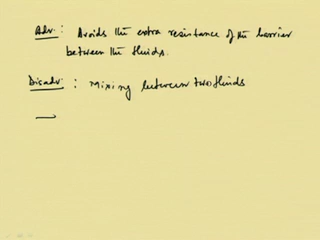 Adv: Avoids the extra resistance of the barrier
between the fluids.
Disadv: : Mixing between two fluids